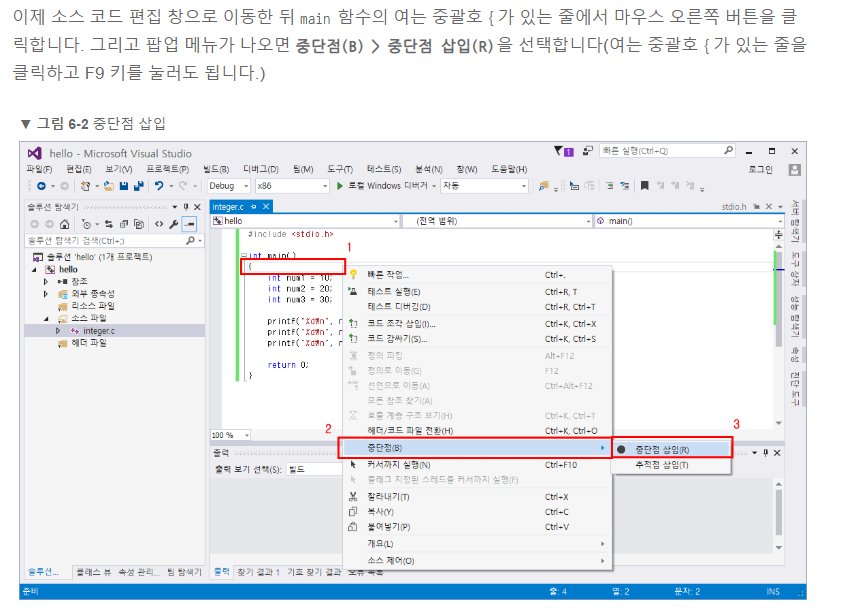 이제 소스 코드 편집 창으로 이동한 뒤 main 함수의 여는 중괄호 { 가 있는 줄에서 마우스 오른쪽 버튼을 클
릭합니다. 그리고 팝업 메뉴가 나오면 중단점(B) > 중단점 삽입(R)을 선택합니다(여는 중괄호 { 가 있는 줄을
클릭하고 F9 키를 눌러도 됩니다.)
▼ 그림 6-2 중단점 삽입
hello - Microsoft Visual Studio
1
빠른 실행(Ctrl+Q)
파일(F) 편집(E) 보기(V) 프로젝트(P) 빌드(B) 디버그(D) 팀(M) 도구(T) 테스트(S) 분석(N) 창(W) 도움말(H)
로그인
Debug x86 로컬 Windows 디버거 자동
솔루션 탐색기
integer.c
stdio.h
hello (전역 범위) main()
솔루션 탐색기 검색(Ctrl+;)
솔루션 'hello' (1개 프로젝트)
hello
참조
외부 종속성
리소스 파일
소스 파일
integer.c
헤더 파일
#include <stdio.h>
1
int main()
{
int num1 = 10;
int num2 = 20;
int num3 = 30;
printf("%d\n", n
printf("%d\n", n
printf("%d\n", n
return 0;
}
빠른 작업... Ctrl+.
테스트 실행(E) Ctrl+R, T
테스트 디버깅(D) Ctrl+R, Ctrl+T
코드 조각 삽입(I)... Ctrl+K, Ctrl+X
코드 감싸기(S)... Ctrl+K, Ctrl+S
정의 피킹 Alt+F12
정의로 이동(G) F12
선언으로 이동(A) Ctrl+Alt+F12
모든 참조 찾기(A)
호출 계층 구조 보기(H) Ctrl+K, Ctrl+T
헤더/코드 파일 전환(H) Ctrl+K, Ctrl+O
2
3
중단점(B)
중단점 삽입(R)
추적점 삽입(T)
커서까지 실행(N) Ctrl+F10
플래그 지정된 스레드를 커서까지 실행(F)
잘라내기(T) Ctrl+X
복사(Y) Ctrl+C
붙여넣기(P) Ctrl+V
개요(L)
소스 제어(O)
100 %
출력
출력 보기 선택(S): 빌드
서버 탐색기
도구 상자
성능 탐색기
속성
진단 도구
솔루션... 클래스 뷰 속성 관리... 팀 탐색기 출력 찾기 결과 1 기호 찾기 결과 오류 목록
준비 줄: 4 열: 2 문자: 2 INS